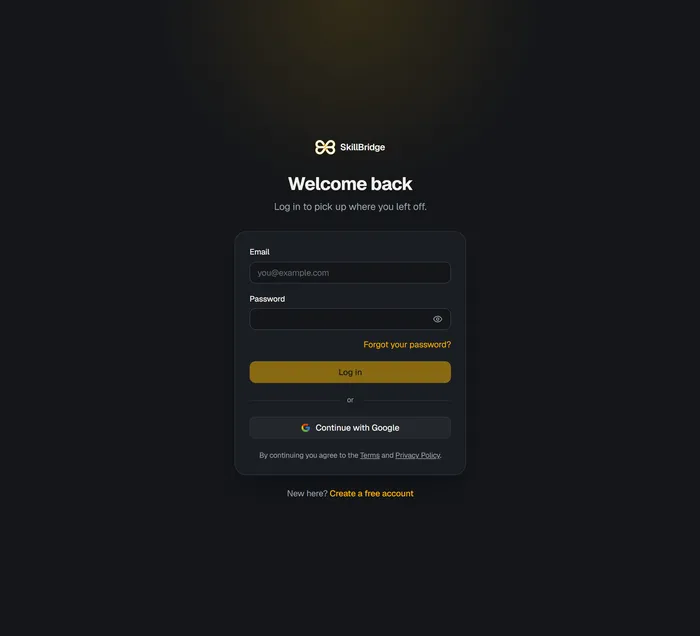 SkillBridge
Welcome back
Log in to pick up where you left off.
Email
you@example.com
Password
Forgot your password?
Log in
or
Continue with Google
By continuing you agree to the Terms and Privacy Policy.
New here? Create a free account